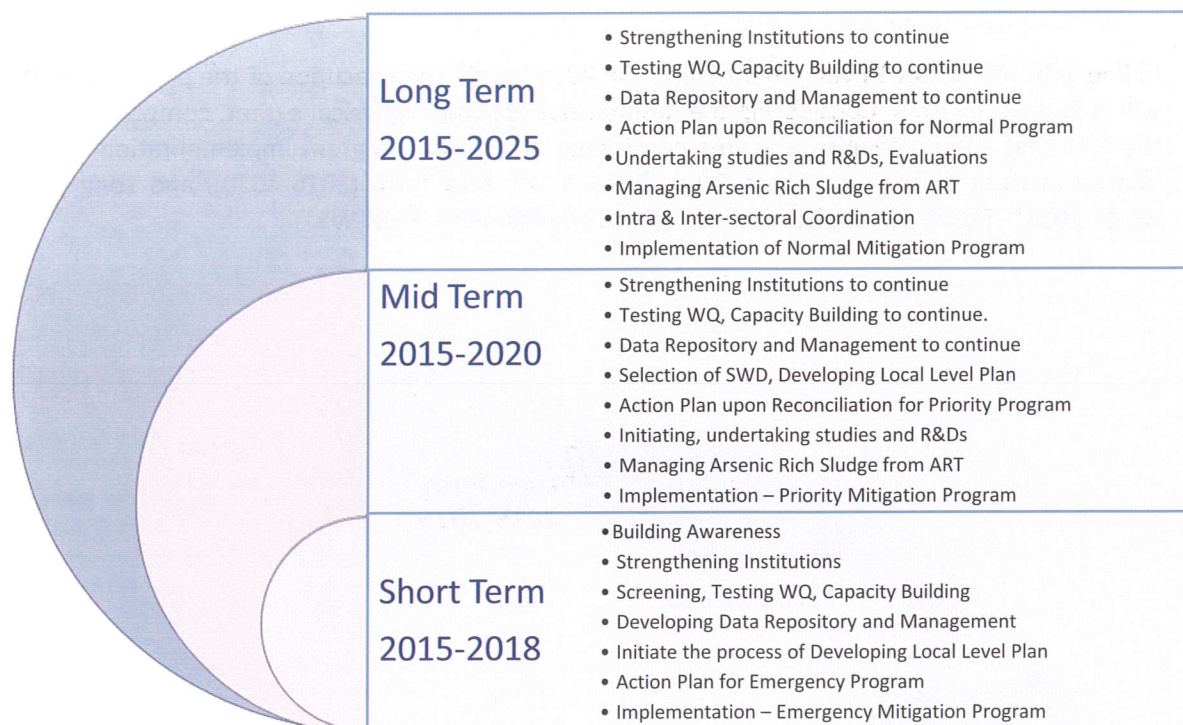 Long Term
2015-2025
• Strengthening Institutions to continue
• Testing WQ, Capacity Building to continue
• Data Repository and Management to continue
• Action Plan upon Reconciliation for Normal Program
• Undertaking studies and R&Ds, Evaluations
• Managing Arsenic Rich Sludge from ART
• Intra & Inter-sectoral Coordination
• Implementation of Normal Mitigation Program
Mid Term
2015-2020
• Strengthening Institutions to continue
• Testing WQ, Capacity Building to continue.
• Data Repository and Management to continue
• Selection of SWD, Developing Local Level Plan
• Action Plan upon Reconciliation for Priority Program
• Initiating, undertaking studies and R&Ds
• Managing Arsenic Rich Sludge from ART
• Implementation – Priority Mitigation Program
Short Term
2015-2018
• Building Awareness
• Strengthening Institutions
• Screening, Testing WQ, Capacity Building
• Developing Data Repository and Management
• Initiate the process of Developing Local Level Plan
• Action Plan for Emergency Program
• Implementation – Emergency Mitigation Program